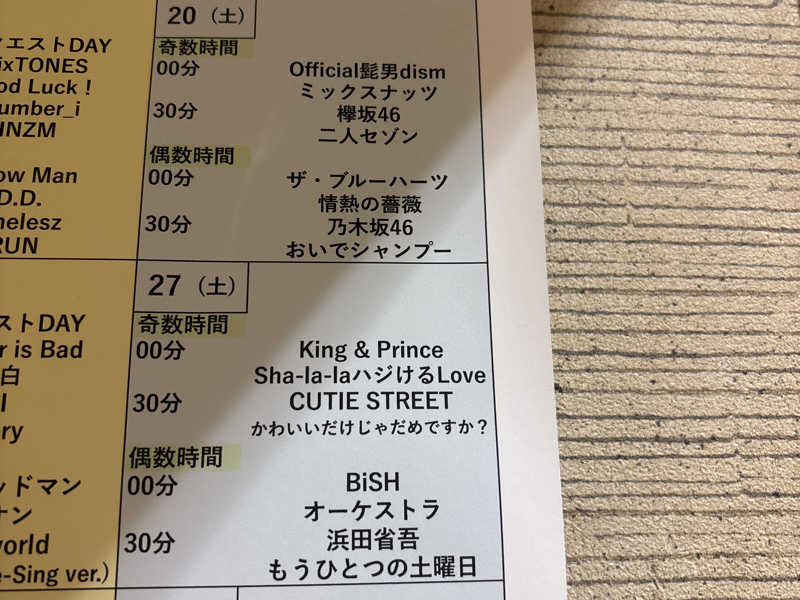 クエストDAY
ixTONES
od Luck！
umber_i
INZM
ow Man
D.D.
nelesz
RUN
20（土）
奇数時間
00分
Official髭男dism
ミックスナッツ
30分
欅坂46
二人セゾン
偶数時間
00分
ザ・ブルーハーツ
情熱の薔薇
30分
乃木坂46
おいでシャンプー
ストDAY
r is Bad
白
ry
ッドマン
オン
world
e-Sing ver.）
27（土）
奇数時間
00分
King & Prince
Sha-la-laハジけるLove
30分
CUTIE STREET
かわいいだけじゃだめですか？
偶数時間
00分
BiSH
オーケストラ
30分
浜田省吾
もうひとつの土曜日